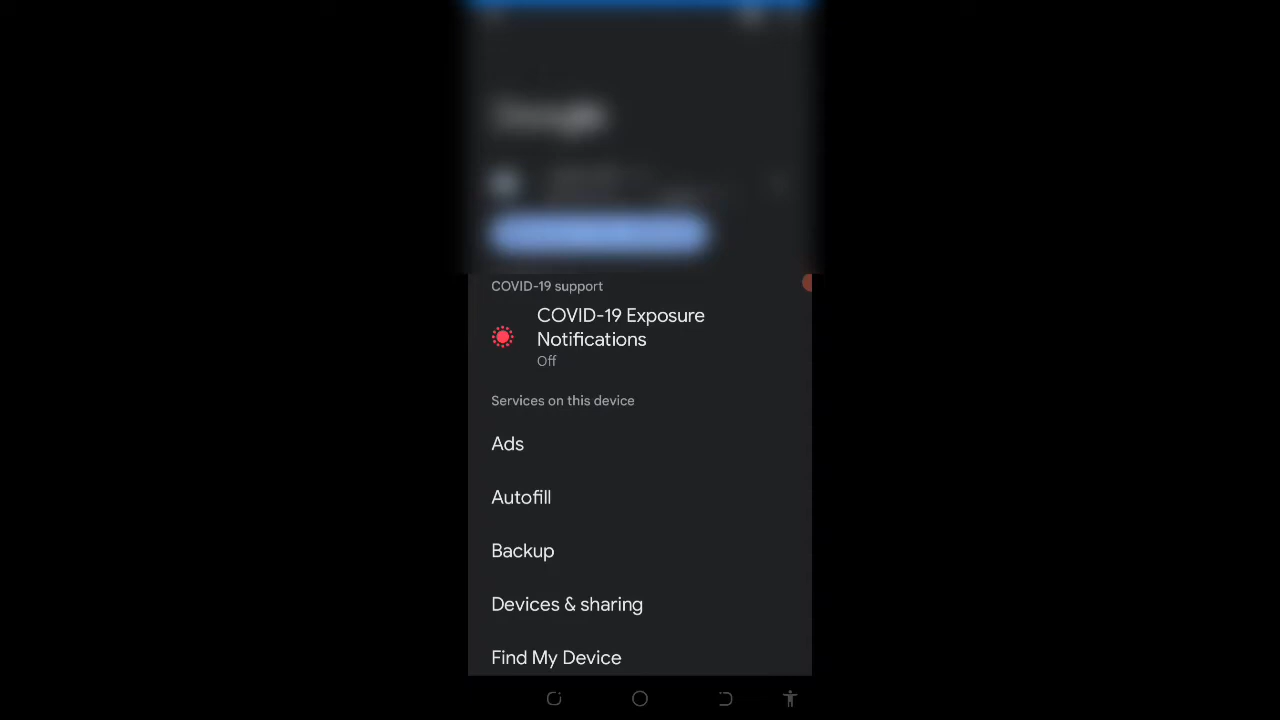 Google
COVID-19 support
COVID-19 Exposure
Notifications
Off
Services on this device
Ads
Autofill
Backup
Devices & sharing
Find My Device